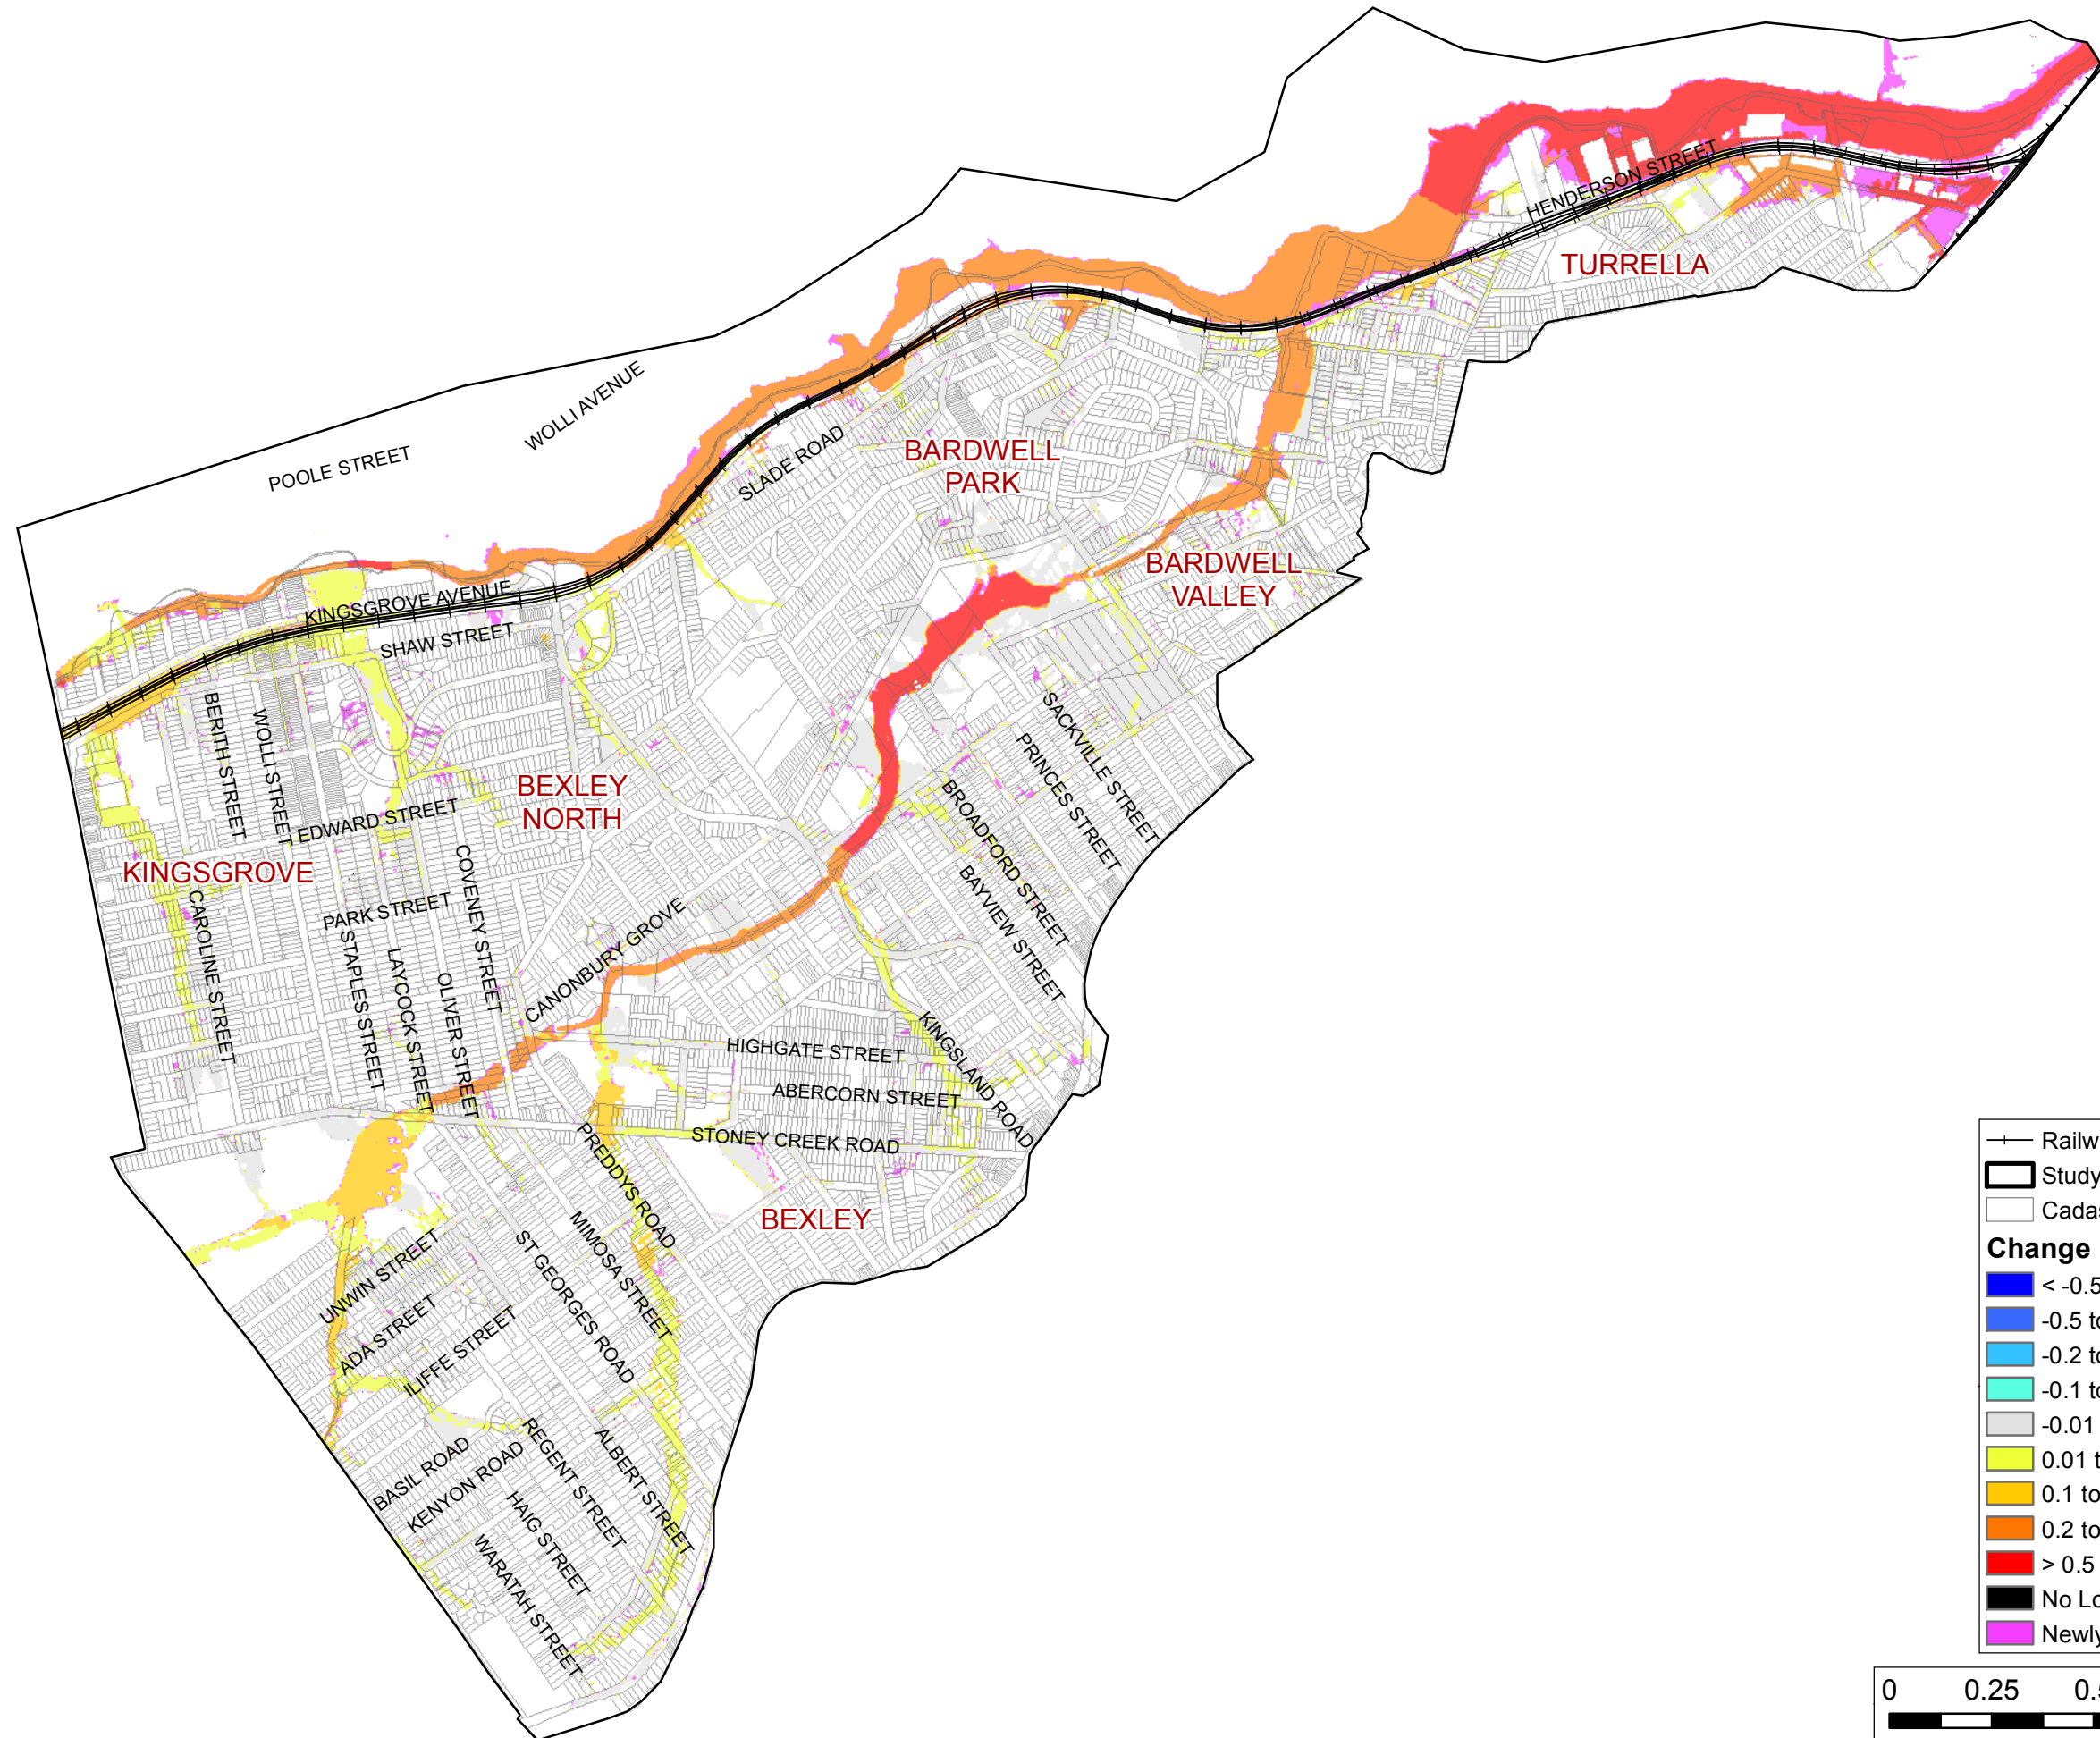 HENDERSON STREET
TURRELLA
WOLLI AVENUE
POOLE STREET
SLADE ROAD
BARDWELL
PARK
BARDWELL
VALLEY
KINGSGROVE AVENUE
SHAW STREET
BERITH STREET
WOLLI STREET
SACKVILLE STREET
PRINCES STREET
BEXLEY
NORTH
EDWARD STREET
BROADFORD STREET
KINGSGROVE
COVENEY STREET
BAYVIEW STREET
CAROLINE STREET
PARK STREET
CANONBURY GROVE
STAPLES STREET
LAYCOCK STREET
OLIVER STREET
KINGSLAND ROAD
HIGHGATE STREET
ABERCORN STREET
STONEY CREEK ROAD
PREDDYS ROAD
BEXLEY
MIMOSA STREET
ST GEORGES ROAD
UNWIN STREET
ADA STREET
ILIFFE STREET
BASIL ROAD
KENYON ROAD
REGENT STREET
ALBERT STREET
HAIG STREET
WARATAH STREET
Railw
Study
Cadas
Change
< -0.5
-0.5 to
-0.2 to
-0.1 to
-0.01
0.01 t
0.1 to
0.2 to
> 0.5
No Lo
Newly
0 0.25 0.5